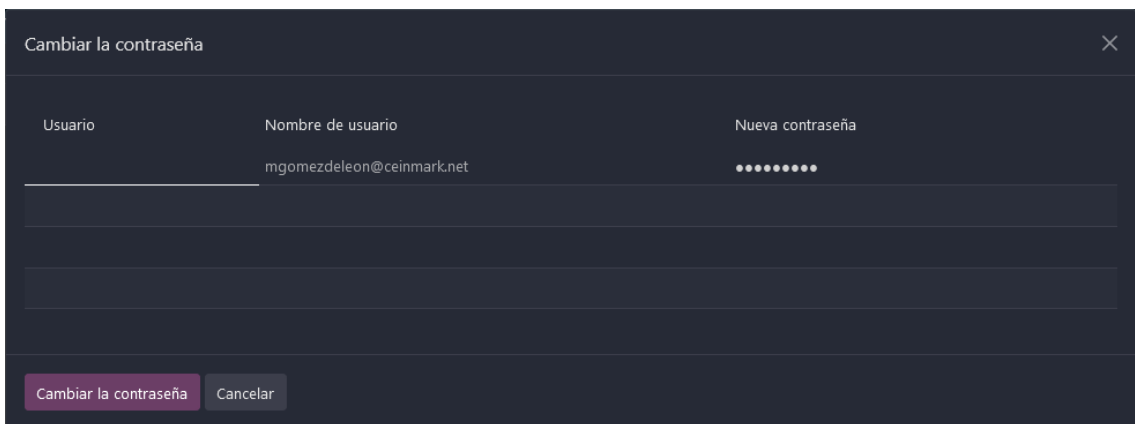 Cambiar la contraseña
Usuario Nombre de usuario Nueva contraseña
mgomezdeleon@ceinmark.net •••••••••
Cambiar la contraseña Cancelar